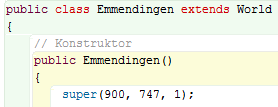 public class Emmendingen extends World
{
// Konstruktor
public Emmendingen()
{
super(900, 747, 1);